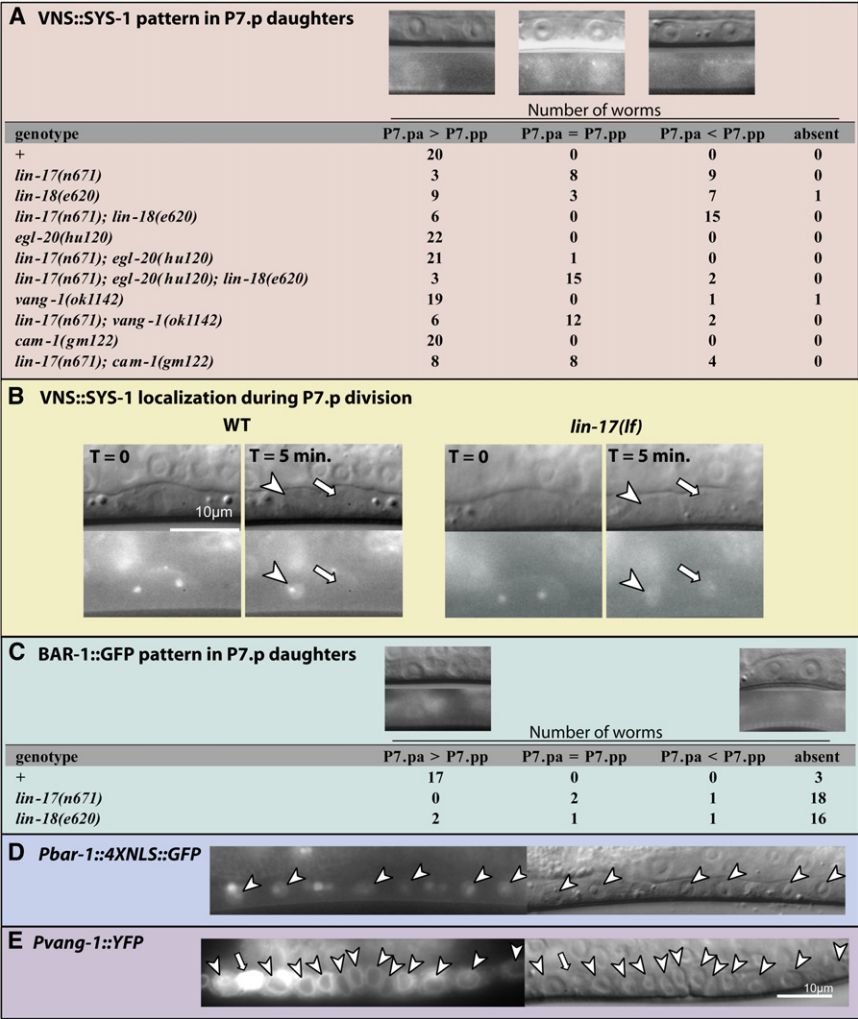 A VNS::SYS-1 pattern in P7.p daughters
Number of worms
genotype P7.pa > P7.pp P7.pa = P7.pp P7.pa < P7.pp absent
+ 20 0 0 0
lin-17(n671) 3 8 9 0
lin-18(e620) 9 3 7 1
lin-17(n671); lin-18(e620) 6 0 15 0
egl-20(hu120) 22 0 0 0
lin-17(n671); egl-20(hu120) 21 1 0 0
lin-17(n671); egl-20(hu120); lin-18(e620) 3 15 2 0
vang-1(ok1142) 19 0 1 1
lin-17(n671); vang-1(ok1142) 6 12 2 0
cam-1(gm122) 20 0 0 0
lin-17(n671); cam-1(gm122) 8 8 4 0
B VNS::SYS-1 localization during P7.p division
WT lin-17(lf)
T = 0 T = 5 min. T = 0 T = 5 min.
10µm
C BAR-1::GFP pattern in P7.p daughters
Number of worms
genotype P7.pa > P7.pp P7.pa = P7.pp P7.pa < P7.pp absent
+ 17 0 0 3
lin-17(n671) 0 2 1 18
lin-18(e620) 2 1 1 16
D Pbar-1::4XNLS::GFP
E Pvang-1::YFP
10µm